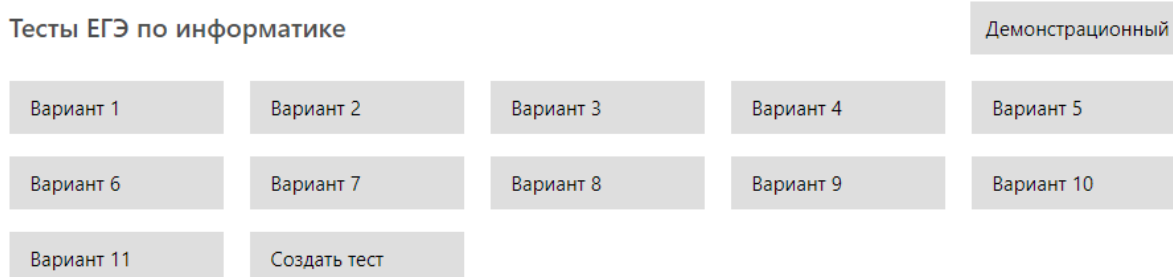 Тесты ЕГЭ по информатике
Демонстрационный
Вариант 1
Вариант 2
Вариант 3
Вариант 4
Вариант 5
Вариант 6
Вариант 7
Вариант 8
Вариант 9
Вариант 10
Вариант 11
Создать тест